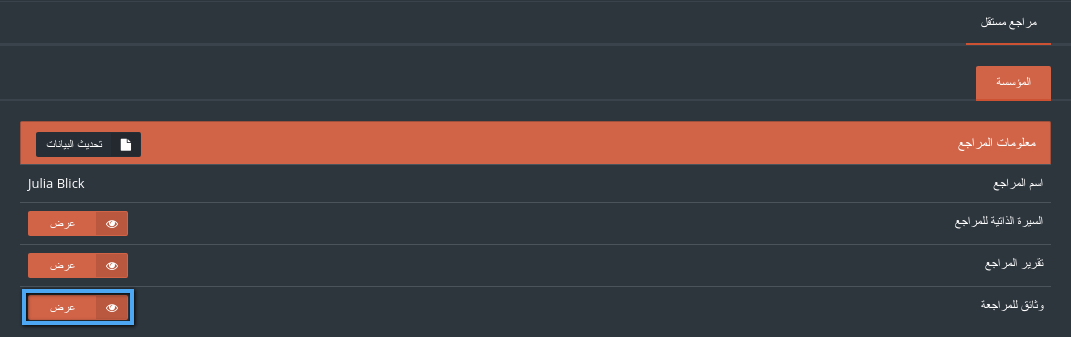 مراجع مستقل
المؤسسة
معلومات المراجع
تحديث البيانات
اسم المراجع
Julia Blick
السيرة الذاتية للمراجع
عرض
تقرير المراجع
عرض
وثائق للمراجعة
عرض